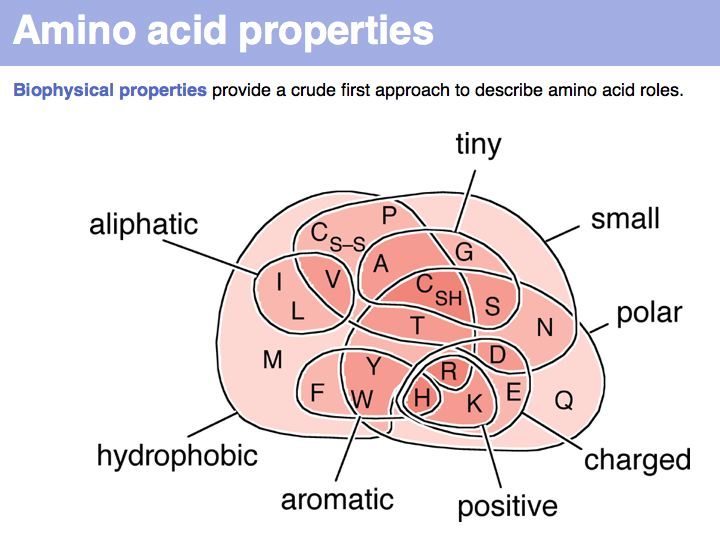 Amino acid properties
Biophysical properties provide a crude first approach to describe amino acid roles.
tiny
aliphatic
small
P
C S–S
G
A
I
V
C SH
L
S
polar
T
N
M
Y
D
R
F
W
H
K
E
Q
hydrophobic
charged
aromatic
positive